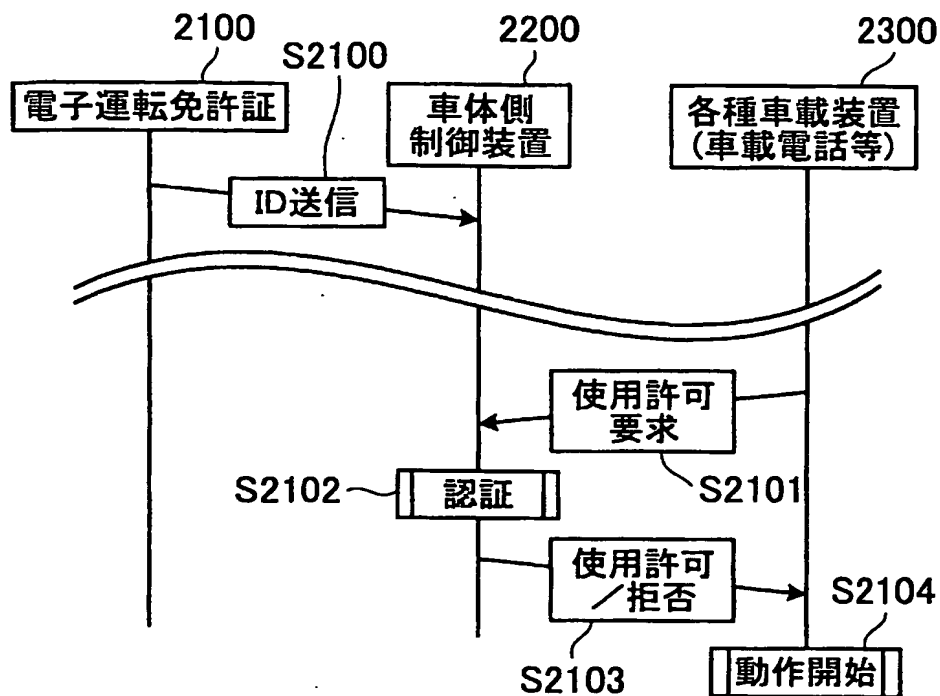 2100
S2100
2200
2300
電子運転免許証
車体側
制御装置
各種車載装置
(車載電話等)
ID送信
使用許可
要求
S2101
S2102
認証
使用許可
／拒否
S2103
S2104
動作開始